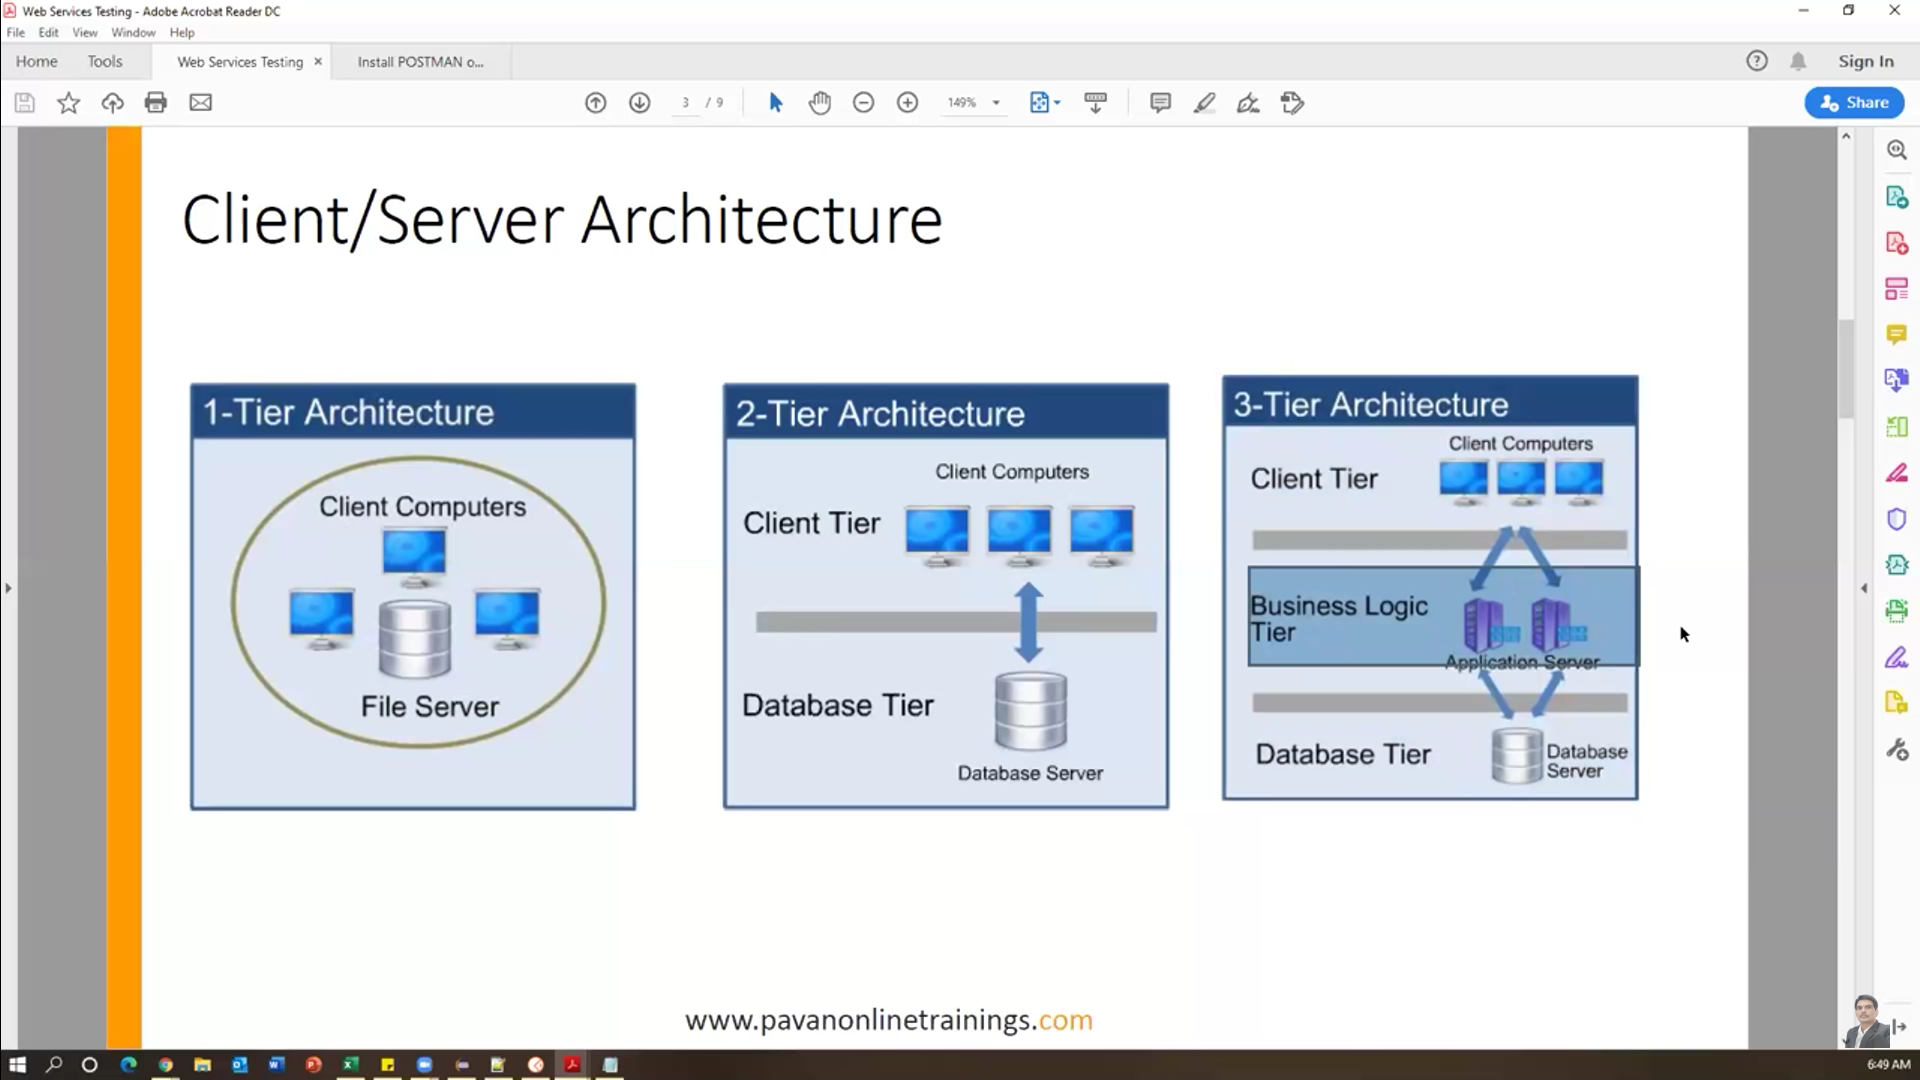 Web Services Testing - Adobe Acrobat Reader DC
File Edit View Window Help
Home Tools Web Services Testing × Install POSTMAN o... Sign In
3 / 9 149% Share
Client/Server Architecture
1-Tier Architecture
Client Computers
File Server
2-Tier Architecture
Client Computers
Client Tier
Database Tier
Database Server
3-Tier Architecture
Client Computers
Client Tier
Business Logic
Tier
Application Server
Database Tier
Database
Server
www.pavanonlinetrainings.com
6:49 AM